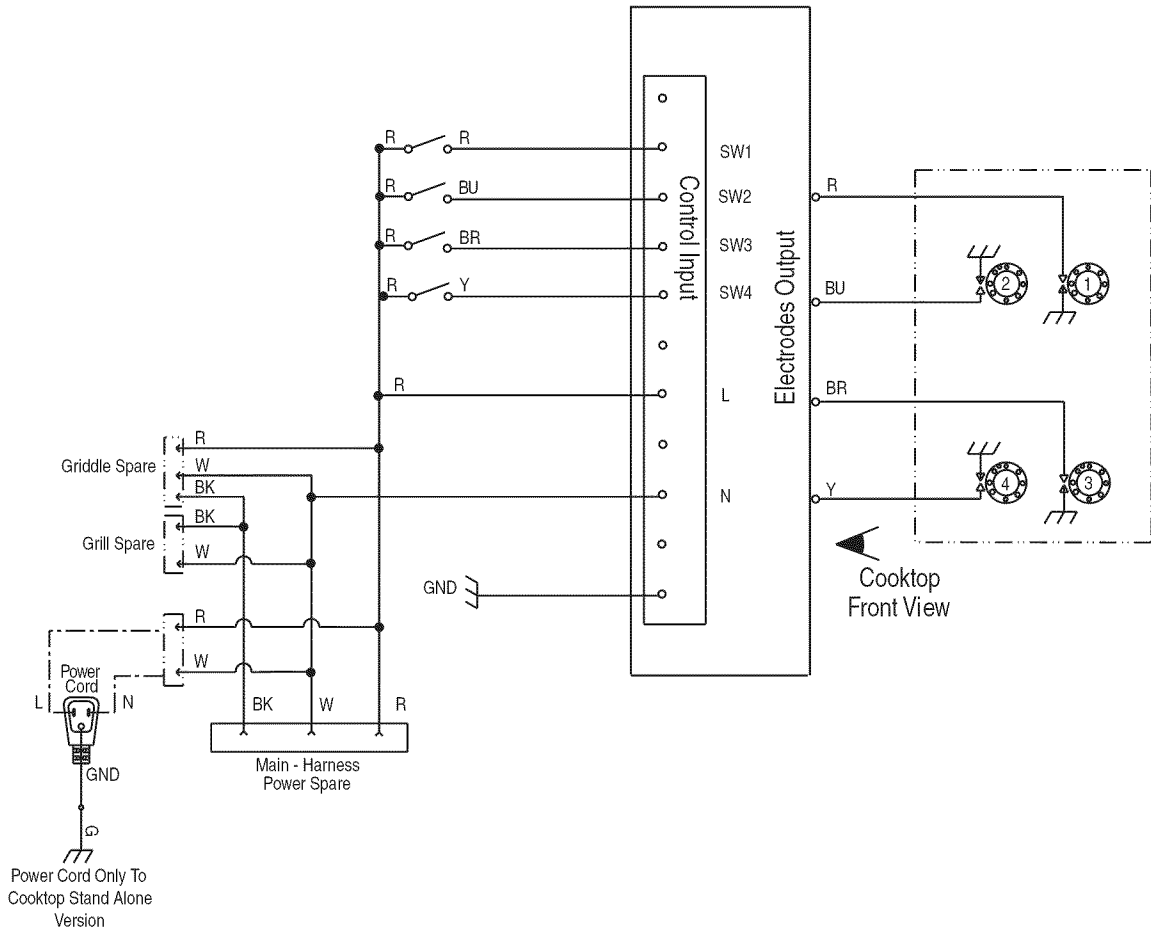 R R
SW1
R BU
SW2
R BR
SW3
R Y
SW4
Control Input
Electrodes Output
R
BU
BR
Y
2
1
4
3
R
L
N
R
W
BK
Griddle Spare
BK
W
Grill Spare
GND
Cooktop
Front View
R
W
Power
Cord
L
N
GND
G
BK W R
Main - Harness
Power Spare
Power Cord Only To
Cooktop Stand Alone
Version